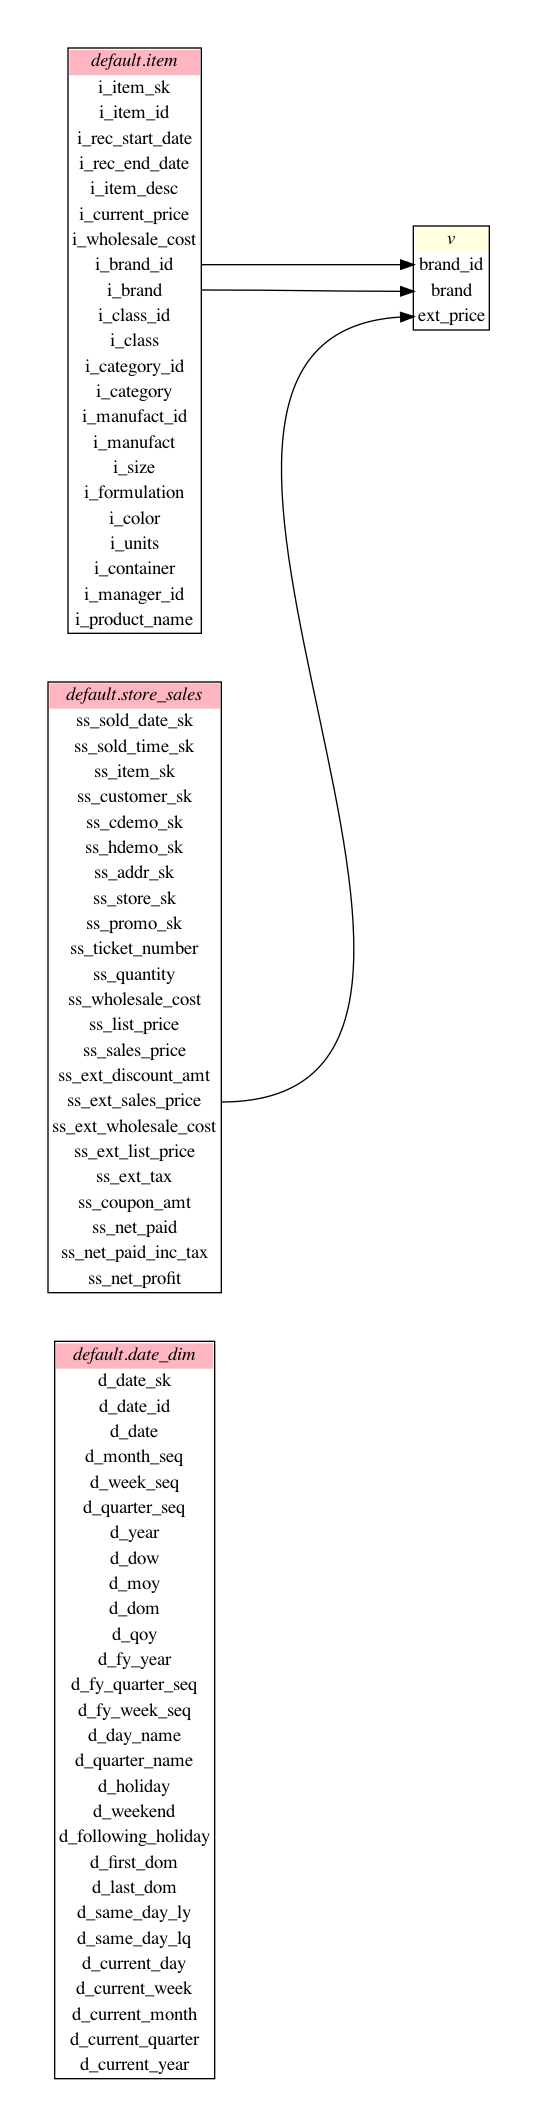 default.item
i_item_sk
i_item_id
i_rec_start_date
i_rec_end_date
i_item_desc
i_current_price
i_wholesale_cost
i_brand_id
i_brand
i_class_id
i_class
i_category_id
i_category
i_manufact_id
i_manufact
i_size
i_formulation
i_color
i_units
i_container
i_manager_id
i_product_name
v
brand_id
brand
ext_price
default.store_sales
ss_sold_date_sk
ss_sold_time_sk
ss_item_sk
ss_customer_sk
ss_cdemo_sk
ss_hdemo_sk
ss_addr_sk
ss_store_sk
ss_promo_sk
ss_ticket_number
ss_quantity
ss_wholesale_cost
ss_list_price
ss_sales_price
ss_ext_discount_amt
ss_ext_sales_price
ss_ext_wholesale_cost
ss_ext_list_price
ss_ext_tax
ss_coupon_amt
ss_net_paid
ss_net_paid_inc_tax
ss_net_profit
default.date_dim
d_date_sk
d_date_id
d_date
d_month_seq
d_week_seq
d_quarter_seq
d_year
d_dow
d_moy
d_dom
d_qoy
d_fy_year
d_fy_quarter_seq
d_fy_week_seq
d_day_name
d_quarter_name
d_holiday
d_weekend
d_following_holiday
d_first_dom
d_last_dom
d_same_day_ly
d_same_day_lq
d_current_day
d_current_week
d_current_month
d_current_quarter
d_current_year